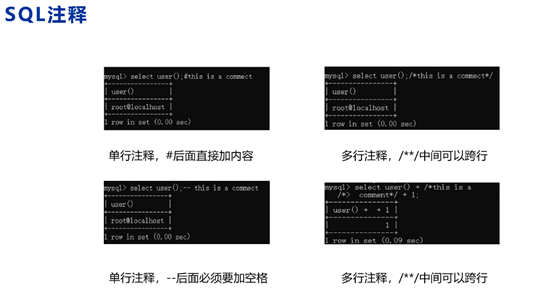 SQL注释
mysql> select user();#this is a commect
+----------------+
| user()         |
+----------------+
| root@localhost |
+----------------+
1 row in set (0.00 sec)
单行注释，#后面直接加内容
mysql> select user();/*this is a commect*/
+----------------+
| user()         |
+----------------+
| root@localhost |
+----------------+
1 row in set (0.00 sec)
多行注释，/**/中间可以跨行
mysql> select user();-- this is a commect
+----------------+
| user()         |
+----------------+
| root@localhost |
+----------------+
1 row in set (0.00 sec)
单行注释，--后面必须要加空格
mysql> select user() + /*this is a
/*>  comment*/ + 1;
+--------------+
| user() +  + 1 |
+--------------+
|            1 |
+--------------+
1 row in set (0.09 sec)
多行注释，/**/中间可以跨行